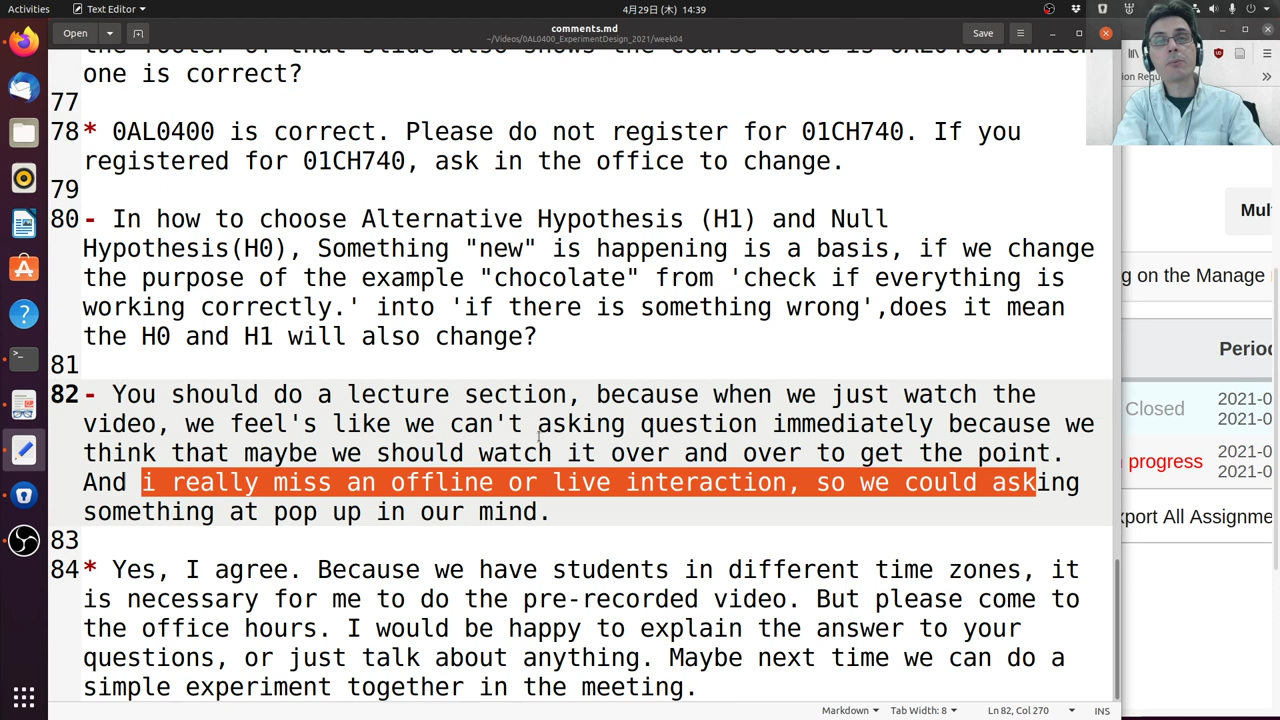 Activities
Text Editor
4月29日 (木) 14:39
Open
comments.md
~/Videos/0AL0400_ExperimentDesign_2021/week04
Save
one is correct?
77
78 * 0AL0400 is correct. Please do not register for 01CH740. If you
registered for 01CH740, ask in the office to change.
79
80 - In how to choose Alternative Hypothesis (H1) and Null
Hypothesis(H0), Something "new" is happening is a basis, if we change
the purpose of the example "chocolate" from 'check if everything is
working correctly.' into 'if there is something wrong',does it mean
the H0 and H1 will also change?
81
82 - You should do a lecture section, because when we just watch the
video, we feel's like we can't asking question immediately because we
think that maybe we should watch it over and over to get the point.
And i really miss an offline or live interaction, so we could asking
something at pop up in our mind.
83
84 * Yes, I agree. Because we have students in different time zones, it
is necessary for me to do the pre-recorded video. But please come to
the office hours. I would be happy to explain the answer to your
questions, or just talk about anything. Maybe next time we can do a
simple experiment together in the meeting.
Markdown
Tab Width: 8
Ln 82, Col 270
INS
Mul
g on the Manage
Period
Closed
2021-0
2021-0
progress
2021-0
2021-0
xport All Assignme